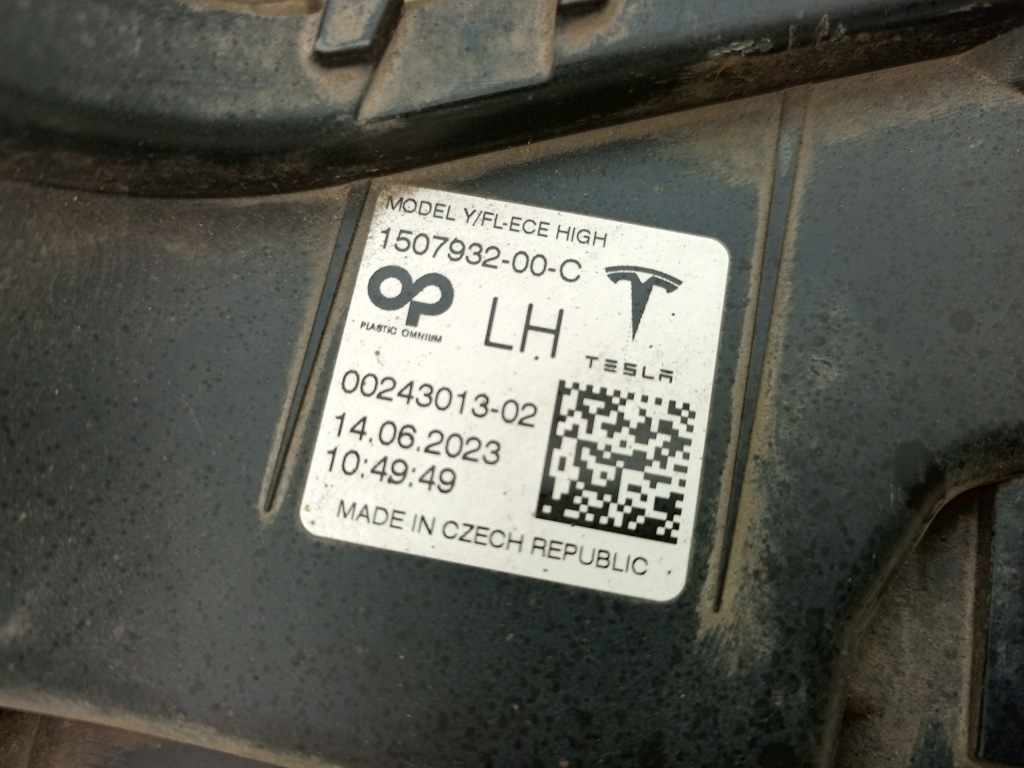 MODEL Y/FL-ECE HIGH
1507932-00-C
OP
PLASTIC OMNIUM
LH
TESLA
00243013-02
14.06.2023
10:49:49
MADE IN CZECH REPUBLIC